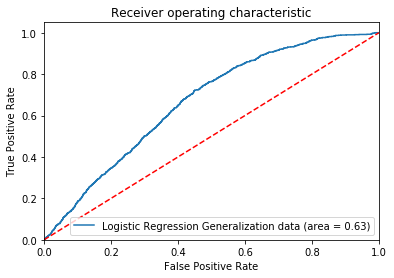 Receiver operating characteristic
True Positive Rate
1.0
0.8
0.6
0.4
0.2
0.0
Logistic Regression Generalization data (area = 0.63)
0.0 0.2 0.4 0.6 0.8 1.0
False Positive Rate